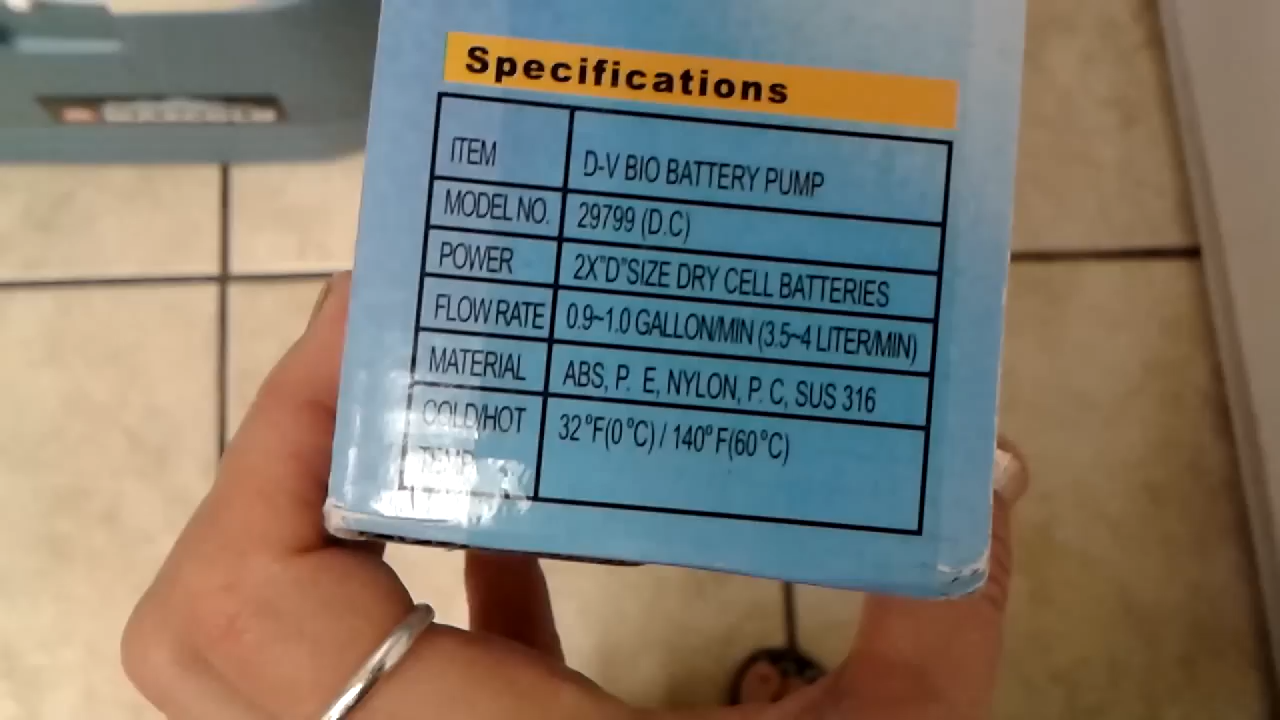 Specifications
ITEM D-V BIO BATTERY PUMP
MODEL NO. 29799 (D.C)
POWER 2X"D"SIZE DRY CELL BATTERIES
FLOW RATE 0.9~1.0 GALLON/MIN (3.5~4 LITER/MIN)
MATERIAL ABS, P. E, NYLON, P. C, SUS 316
COLD/HOT 32°F(0°C) / 140°F(60°C)
TEMP